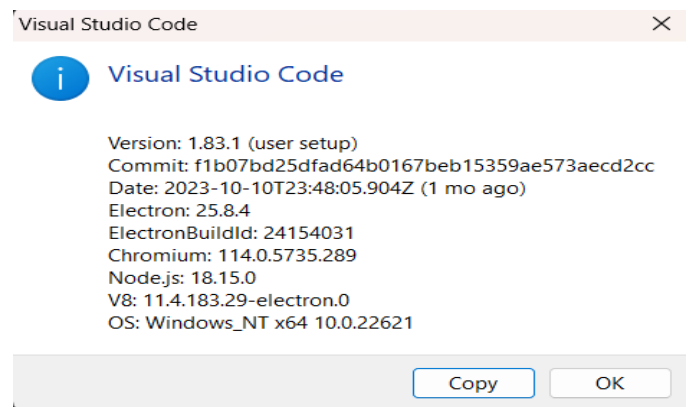 Visual Studio Code
i
Visual Studio Code
Version: 1.83.1 (user setup)
Commit: f1b07bd25dfad64b0167beb15359ae573aecd2cc
Date: 2023-10-10T23:48:05.904Z (1 mo ago)
Electron: 25.8.4
ElectronBuildId: 24154031
Chromium: 114.0.5735.289
Node.js: 18.15.0
V8: 11.4.183.29-electron.0
OS: Windows_NT x64 10.0.22621
Copy OK